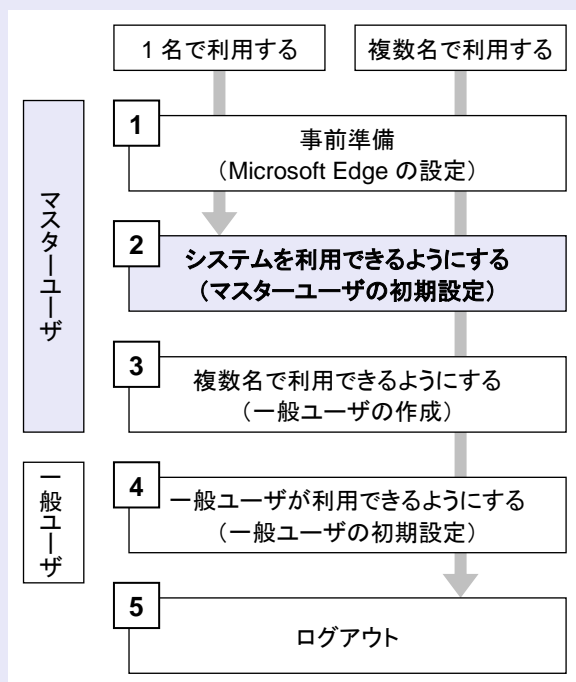 1 名で利用する
複数名で利用する
マスターユーザ
1
事前準備
（Microsoft Edge の設定）
2
システムを利用できるようにする
（マスターユーザの初期設定）
3
複数名で利用できるようにする
（一般ユーザの作成）
一般ユーザ
4
一般ユーザが利用できるようにする
（一般ユーザの初期設定）
5
ログアウト